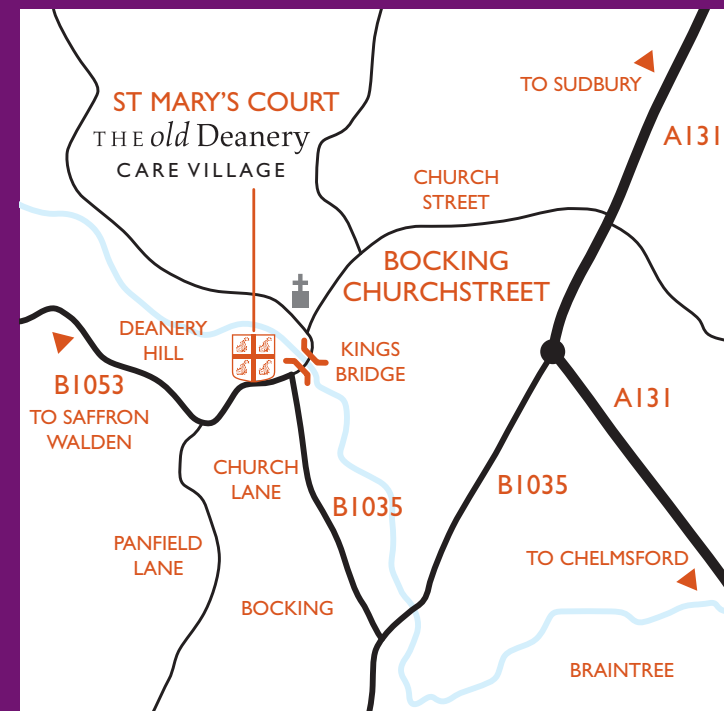 TO SUDBURY
ST MARY'S COURT
THE old Deanery
CARE VILLAGE
A131
CHURCH
STREET
BOCKING
CHURCHSTREET
DEANERY
HILL
KINGS
BRIDGE
B1053
TO SAFFRON
WALDEN
A131
CHURCH
LANE
B1035
B1035
PANFIELD
LANE
TO CHELMSFORD
BOCKING
BRAINTREE